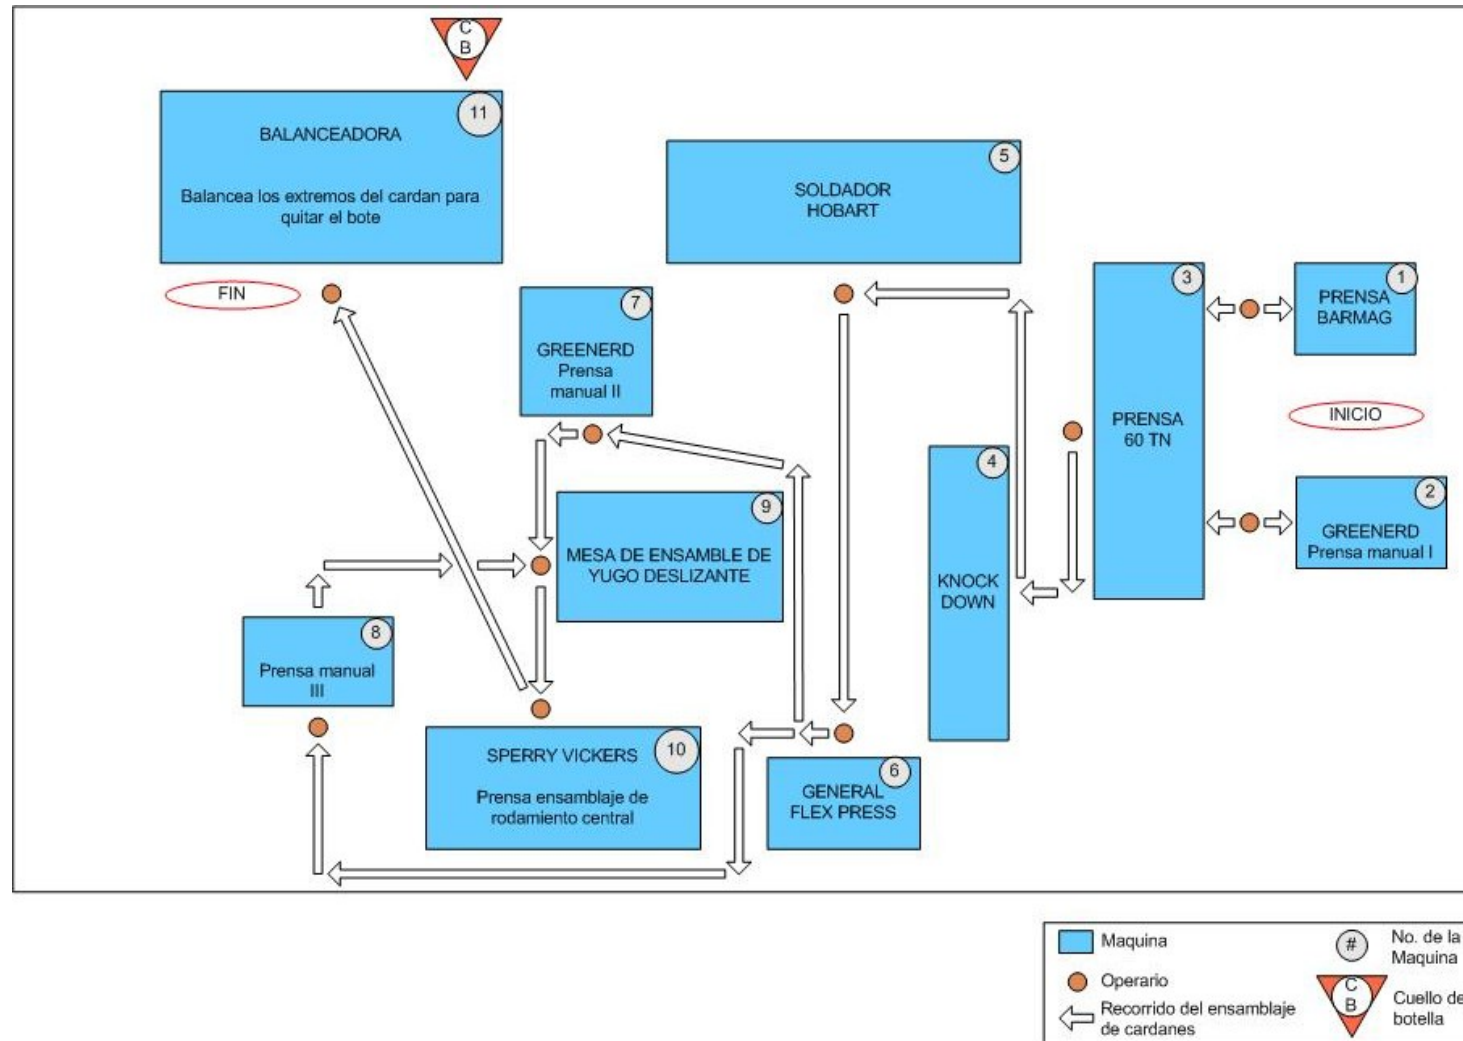 C
B
11
BALANCEADORA
Balancea los extremos del cardan para
quitar el bote
FIN
5
SOLDADOR
HOBART
7
GREENERD
Prensa
manual II
3
PRENSA
60 TN
1
PRENSA
BARMAG
INICIO
2
GREENERD
Prensa manual I
4
KNOCK
DOWN
9
MESA DE ENSAMBLE DE
YUGO DESLIZANTE
8
Prensa manual
III
SPERRY VICKERS
10
Prensa ensamblaje de
rodamiento central
6
GENERAL
FLEX PRESS
Maquina
#
No. de la
Maquina
Operario
Recorrido del ensamblaje
de cardanes
C
B
Cuello de
botella